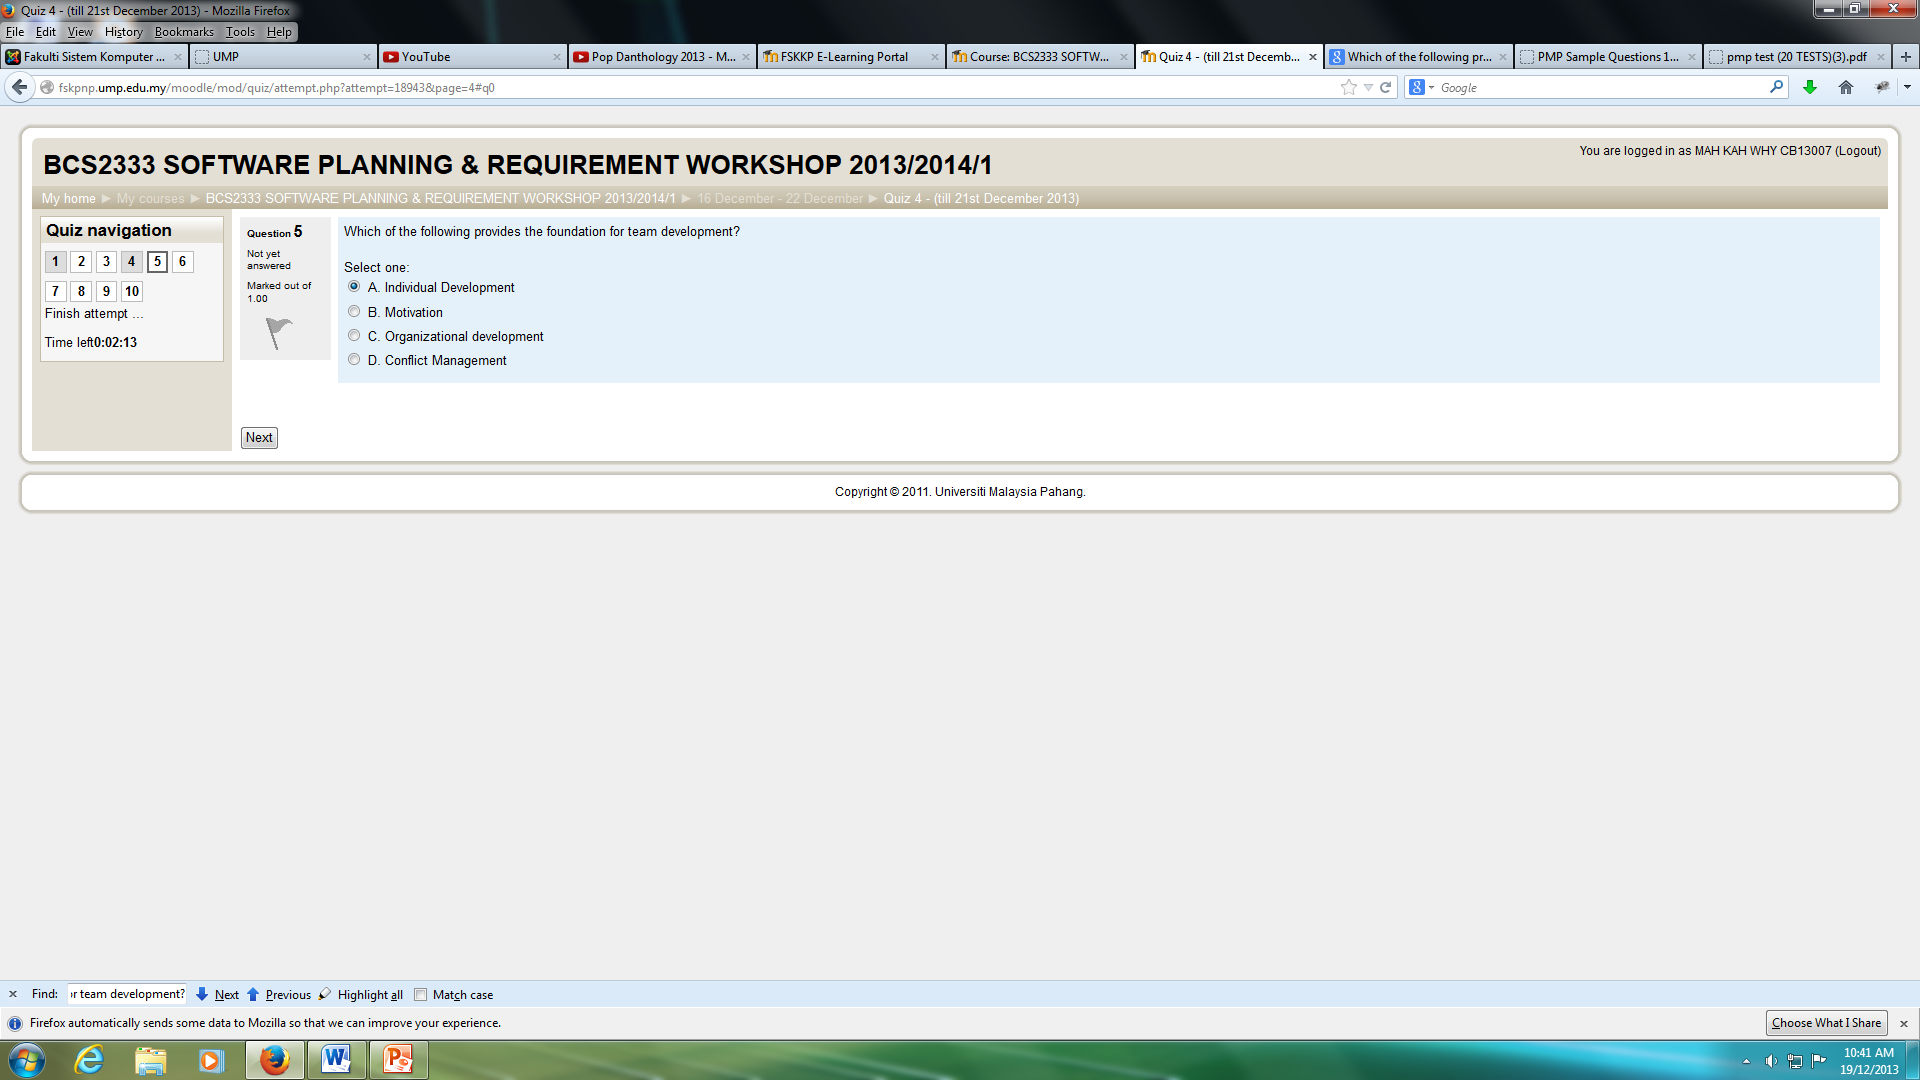 Quiz 4 - (till 21st December 2013) - Mozilla Firefox
File Edit View History Bookmarks Tools Help
Fakulti Sistem Komputer ... UMP YouTube Pop Danthology 2013 - M... FSKKP E-Learning Portal Course: BCS2333 SOFTW... Quiz 4 - (till 21st Decemb... Which of the following pr... PMP Sample Questions 1... pmp test (20 TESTS)(3).pdf
fskpnp.ump.edu.my/moodle/mod/quiz/attempt.php?attempt=18943&page=4#q0 Google
BCS2333 SOFTWARE PLANNING & REQUIREMENT WORKSHOP 2013/2014/1
You are logged in as MAH KAH WHY CB13007 (Logout)
My home ► My courses ► BCS2333 SOFTWARE PLANNING & REQUIREMENT WORKSHOP 2013/2014/1 ► 16 December - 22 December ► Quiz 4 - (till 21st December 2013)
Quiz navigation
1 2 3 4 5 6
7 8 9 10
Finish attempt ...
Time left 0:02:13
Question 5
Not yet
answered
Marked out of
1.00
Which of the following provides the foundation for team development?
Select one:
A. Individual Development
B. Motivation
C. Organizational development
D. Conflict Management
Next
Copyright © 2011. Universiti Malaysia Pahang.
Find: or team development? Next Previous Highlight all Match case
Firefox automatically sends some data to Mozilla so that we can improve your experience. Choose What I Share
10:41 AM
19/12/2013